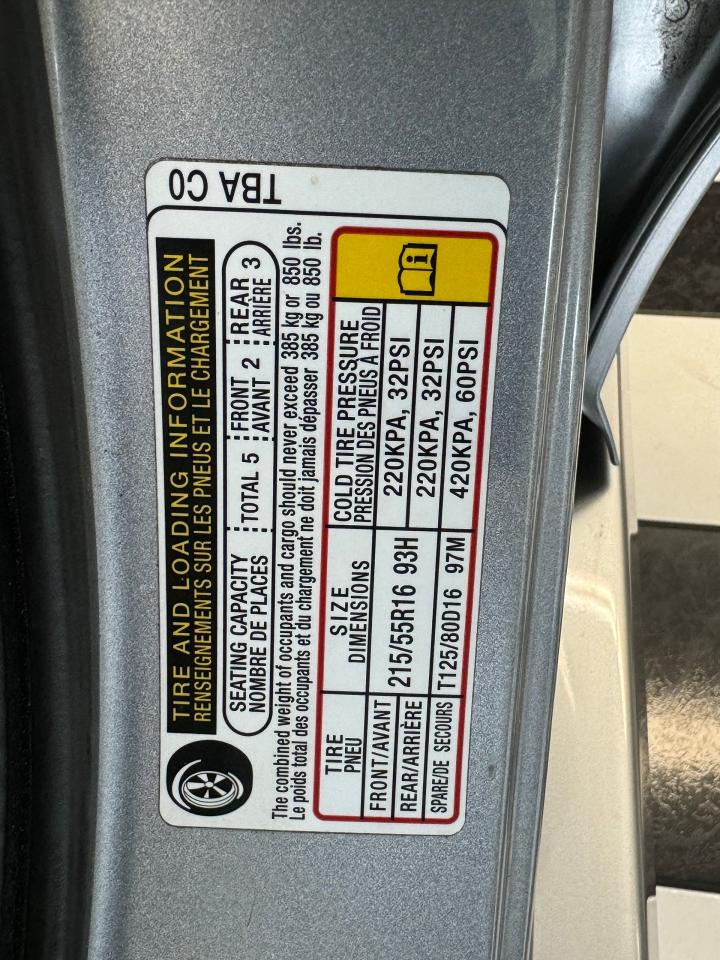 TBA C0
TIRE AND LOADING INFORMATION
RENSEIGNEMENTS SUR LES PNEUS ET LE CHARGEMENT
SEATING CAPACITY TOTAL 5 FRONT 2 REAR 3
NOMBRE DE PLACES AVANT ARRIÈRE
The combined weight of occupants and cargo should never exceed 385 kg or 850 lbs.
Le poids total des occupants et du chargement ne doit jamais dépasser 385 kg ou 850 lb.
TIRE SIZE COLD TIRE PRESSURE
PNEU DIMENSIONS PRESSION DES PNEUS À FROID
FRONT/AVANT 215/55R16 93H 220KPA, 32PSI
REAR/ARRIÈRE 220KPA, 32PSI
SPARE/DE SECOURS T125/80D16 97M 420KPA, 60PSI